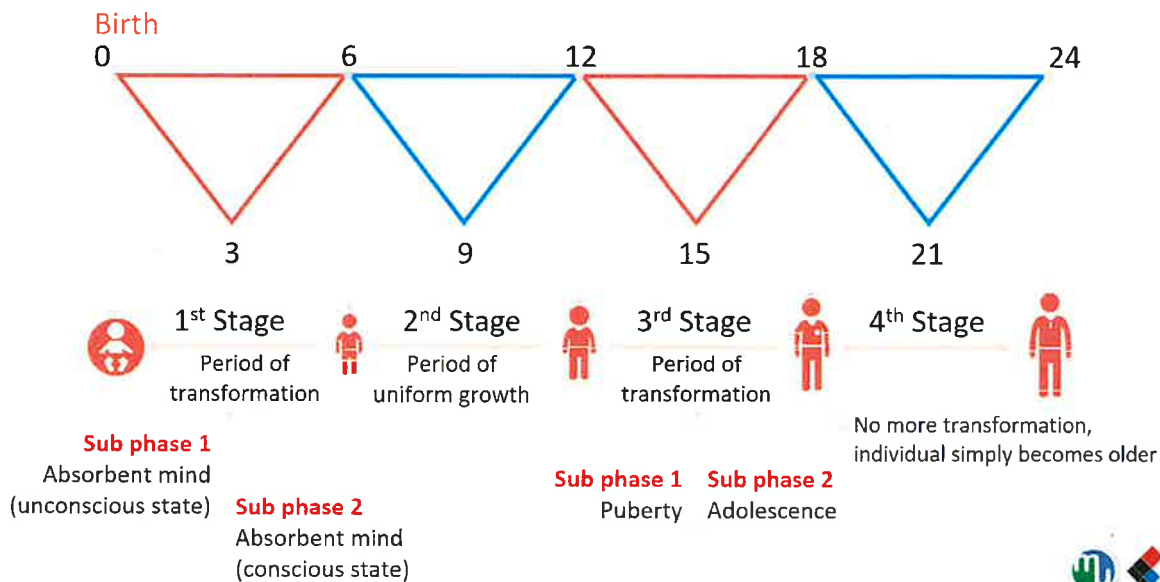 Birth
0 6 12 18 24
3 9 15 21
1st Stage 2nd Stage 3rd Stage 4th Stage
Period of
transformation
Period of
uniform growth
Period of
transformation
No more transformation,
individual simply becomes older
Sub phase 1
Absorbent mind
(unconscious state)
Sub phase 2
Absorbent mind
(conscious state)
Sub phase 1
Puberty
Sub phase 2
Adolescence